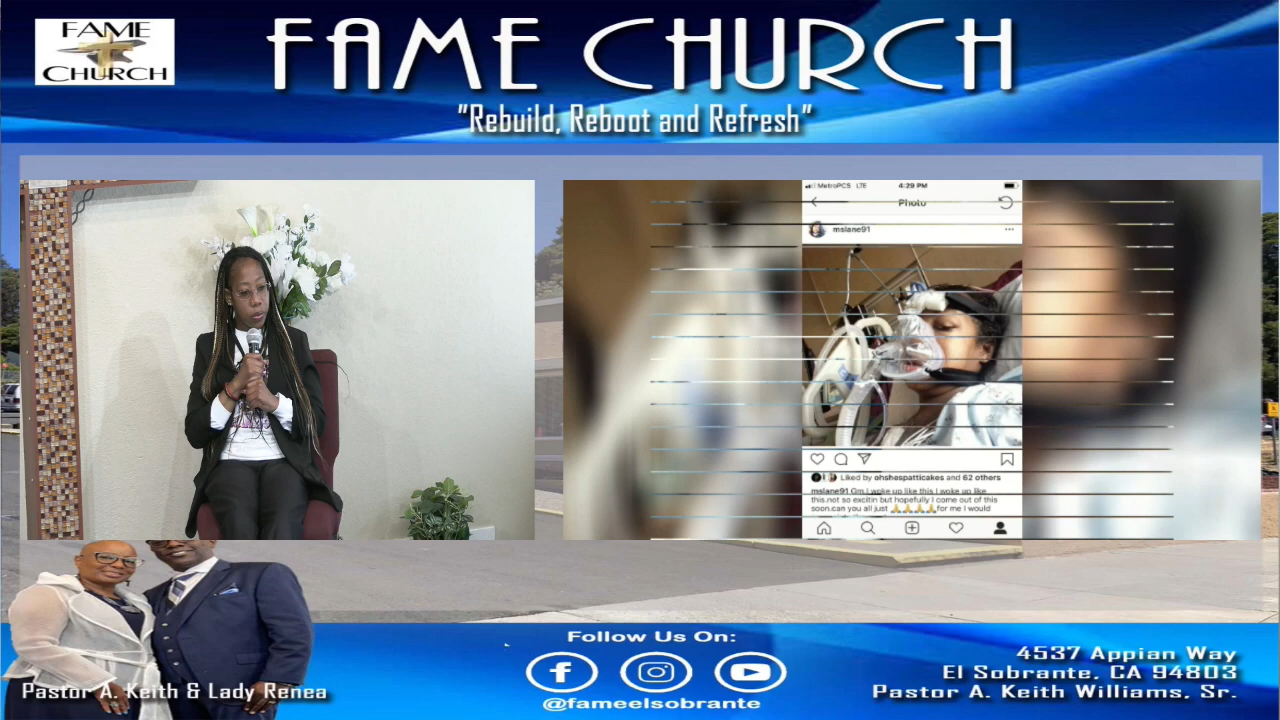 FAME
CHURCH
FAME CHURCH
"Rebuild, Reboot and Refresh"
MetroPCS LTE 4:29 PM
Photo
mslane91
Liked by ohshespatticakes and 62 others
mslane91 Gm.I woke up like this I woke up like
this.not so excitin but hopefully I come out of this
soon.can you all just 🙏🙏🙏🙏for me I would
Pastor A. Keith & Lady Renea
Follow Us On:
@fameelsobrante
4537 Appian Way
El Sobrante, CA 94803
Pastor A. Keith Williams, Sr.